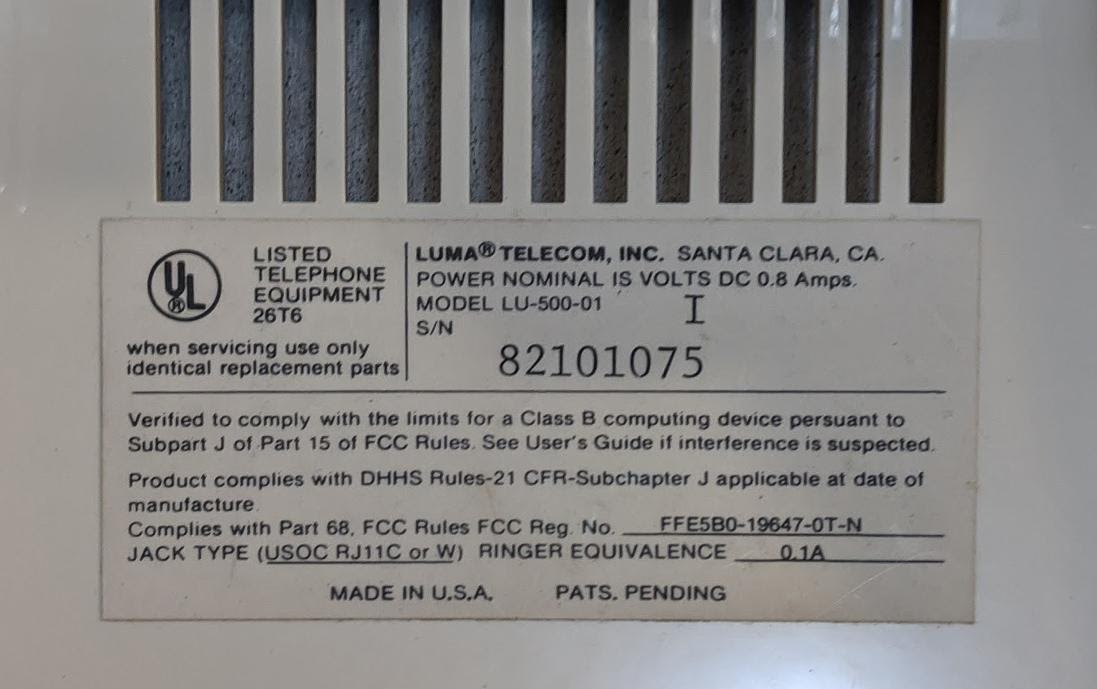 UL®
LISTED
TELEPHONE
EQUIPMENT
26T6
when servicing use only
identical replacement parts
LUMA® TELECOM, INC. SANTA CLARA, CA.
POWER NOMINAL IS VOLTS DC 0.8 Amps.
MODEL LU-500-01 I
S/N
82101075
Verified to comply with the limits for a Class B computing device persuant to
Subpart J of Part 15 of FCC Rules. See User's Guide if interference is suspected.
Product complies with DHHS Rules-21 CFR-Subchapter J applicable at date of
manufacture.
Complies with Part 68, FCC Rules FCC Reg. No. FFE5B0-19647-0T-N
JACK TYPE (USOC RJ11C or W) RINGER EQUIVALENCE 0.1A
MADE IN U.S.A. PATS. PENDING